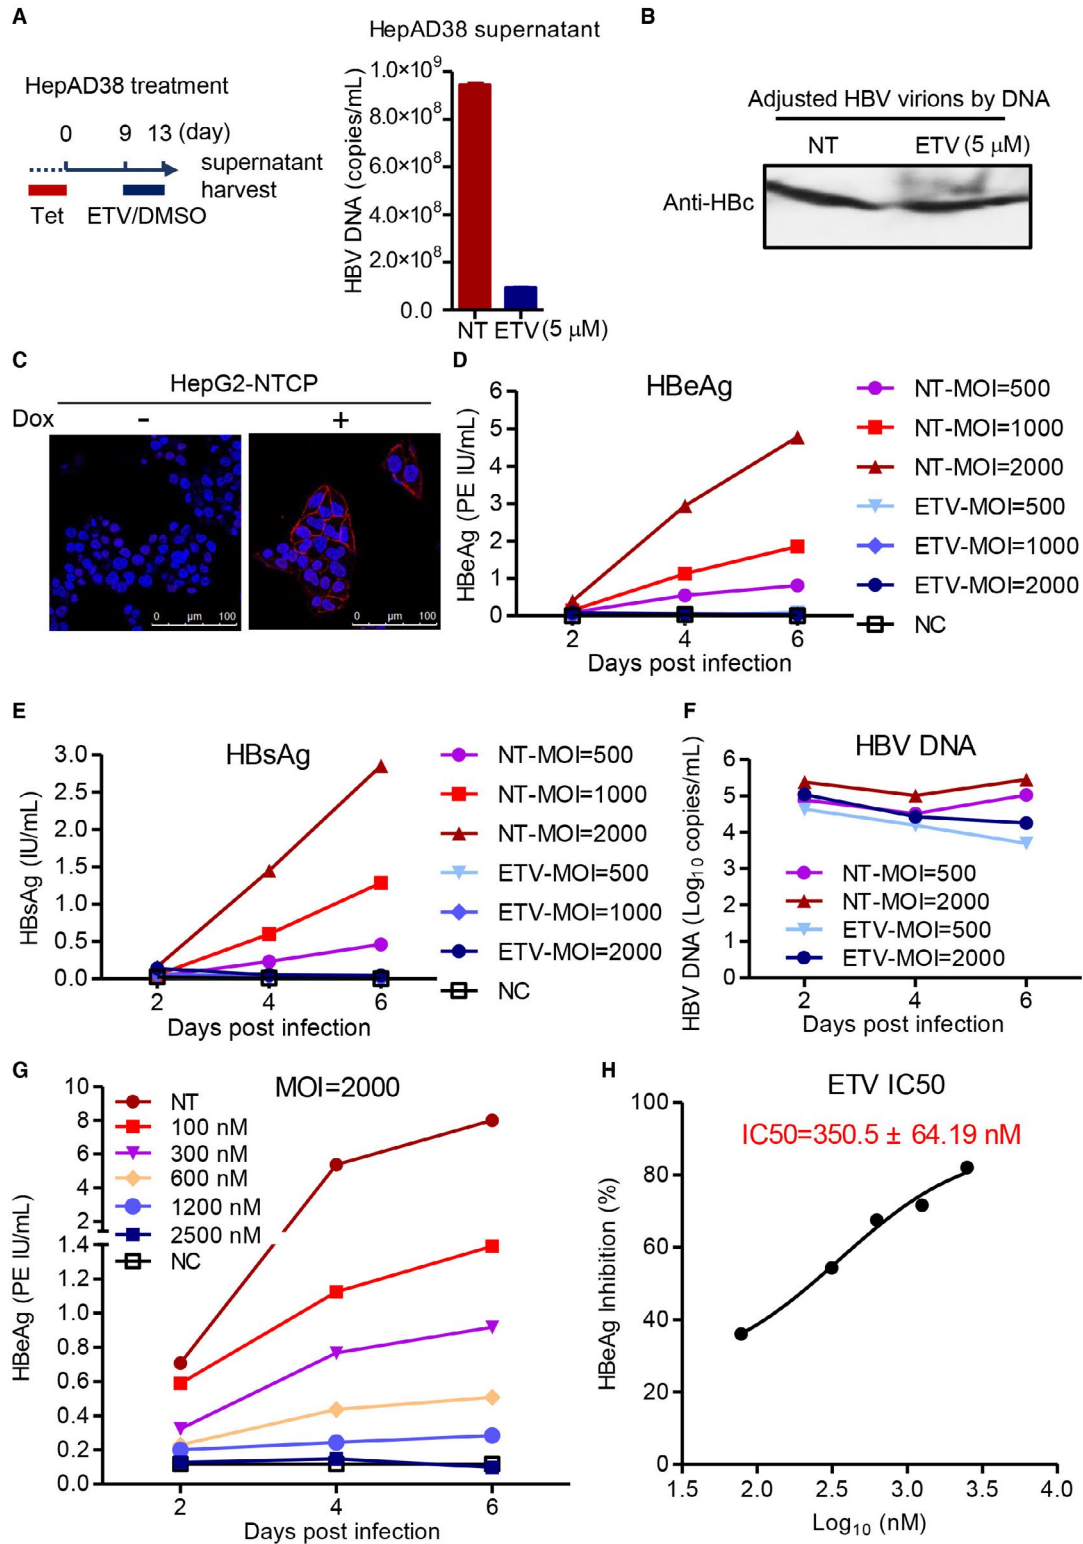 A
HepAD38 treatment
0 9 13 (day)
supernatant
harvest
Tet ETV/DMSO
HepAD38 supernatant
HBV DNA (copies/mL)
1.0×10⁹
8.0×10⁸
6.0×10⁸
4.0×10⁸
2.0×10⁸
0.0
NT ETV (5 μM)
B
Adjusted HBV virions by DNA
NT ETV (5 μM)
Anti-HBc
C
HepG2-NTCP
Dox - +
0 μm 100
0 μm 100
D
HBeAg
HBeAg (PE IU/mL)
6
5
4
3
2
1
0
2 4 6
Days post infection
NT-MOI=500
NT-MOI=1000
NT-MOI=2000
ETV-MOI=500
ETV-MOI=1000
ETV-MOI=2000
NC
E
HBsAg
HBsAg (IU/mL)
3.0
2.5
2.0
1.5
1.0
0.5
0.0
2 4 6
Days post infection
NT-MOI=500
NT-MOI=1000
NT-MOI=2000
ETV-MOI=500
ETV-MOI=1000
ETV-MOI=2000
NC
F
HBV DNA
HBV DNA (Log₁₀ copies/mL)
6
5
4
3
2
1
0
NT-MOI=500
NT-MOI=2000
ETV-MOI=500
ETV-MOI=2000
2 4 6
Days post infection
G
MOI=2000
HBeAg (PE IU/mL)
10
8
6
4
2
1.4
1.2
1.0
0.8
0.6
0.4
0.2
0.0
NT
100 nM
300 nM
600 nM
1200 nM
2500 nM
NC
2 4 6
Days post infection
H
ETV IC50
IC50=350.5 ± 64.19 nM
HBeAg Inhibition (%)
100
80
60
40
20
0
1.5 2.0 2.5 3.0 3.5 4.0
Log₁₀ (nM)